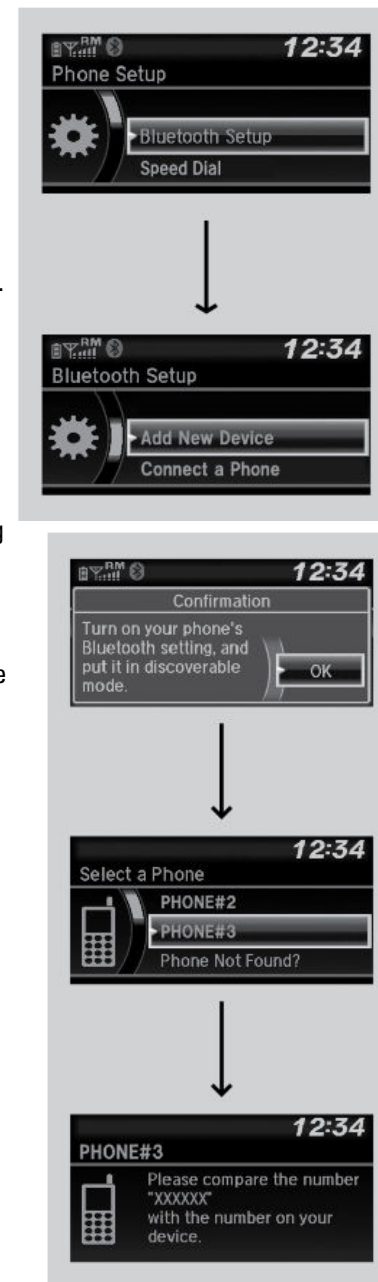 RM 12:34
Phone Setup
Bluetooth Setup
Speed Dial
.
RM 12:34
Bluetooth Setup
Add New Device
Connect a Phone
g
RM 12:34
Confirmation
Turn on your phone's
Bluetooth setting, and
put it in discoverable
mode.
OK
e
12:34
Select a Phone
PHONE#2
PHONE#3
Phone Not Found?
12:34
PHONE#3
Please compare the number
"XXXXXX"
with the number on your
device.